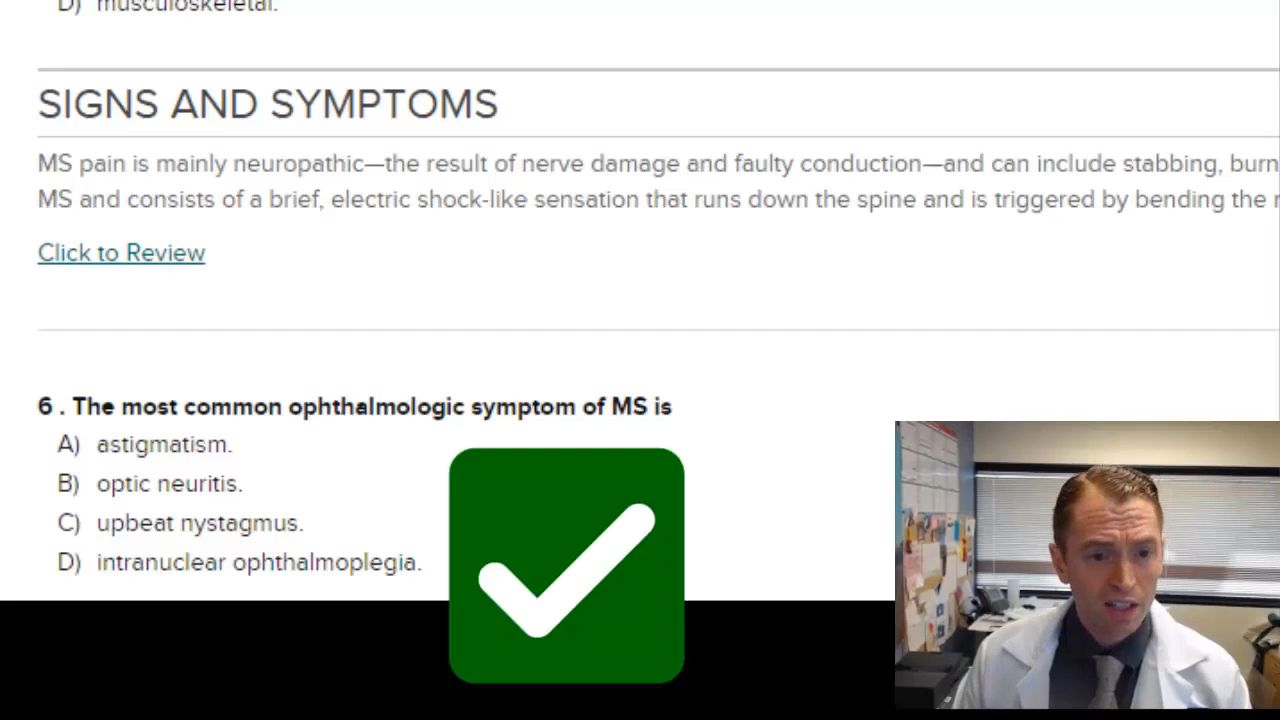 D) musculoskeletal.
SIGNS AND SYMPTOMS
MS pain is mainly neuropathic—the result of nerve damage and faulty conduction—and can include stabbing, burn
MS and consists of a brief, electric shock-like sensation that runs down the spine and is triggered by bending the
Click to Review
6 . The most common ophthalmologic symptom of MS is
A) astigmatism.
B) optic neuritis.
C) upbeat nystagmus.
D) intranuclear ophthalmoplegia.